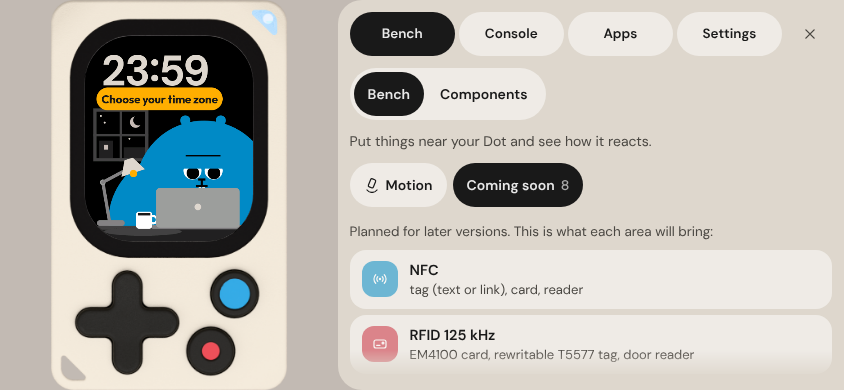 23:59
Choose your time zone
Bench
Console
Apps
Settings
Bench
Components
Put things near your Dot and see how it reacts.
Motion
Coming soon 8
Planned for later versions. This is what each area will bring:
NFC
tag (text or link), card, reader
RFID 125 kHz
EM4100 card, rewritable T5577 tag, door reader